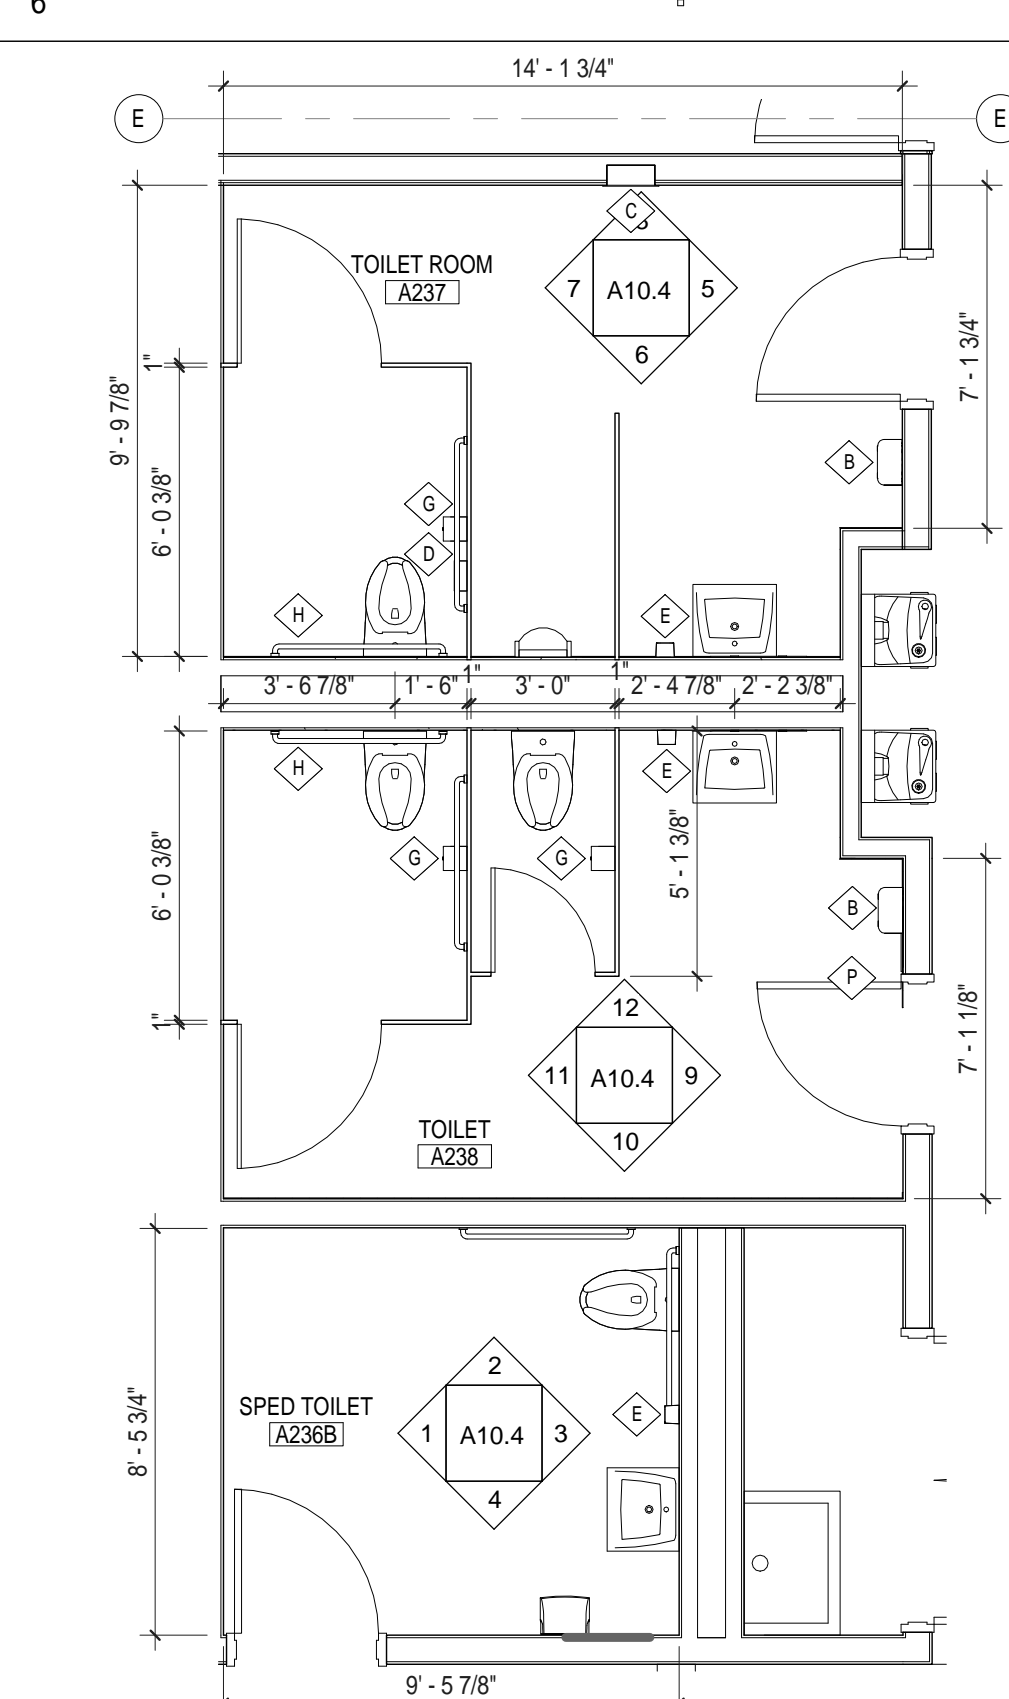 6
14' - 1 3/4"
E
E
C
TOILET ROOM
A237
7
A10.4
5
6
1"
9' - 9 7/8"
7' - 1 3/4"
6' - 0 3/8"
B
G
D
H
E
1"
1"
3' - 6 7/8"
1' - 6"
3' - 0"
2' - 4 7/8"
2' - 2 3/8"
H
E
G
G
5' - 1 3/8"
6' - 0 3/8"
B
P
1"
12
11
A10.4
9
10
7' - 1 1/8"
TOILET
A238
2
SPED TOILET
A236B
1
A10.4
3
4
E
8' - 5 3/4"
9' - 5 7/8"